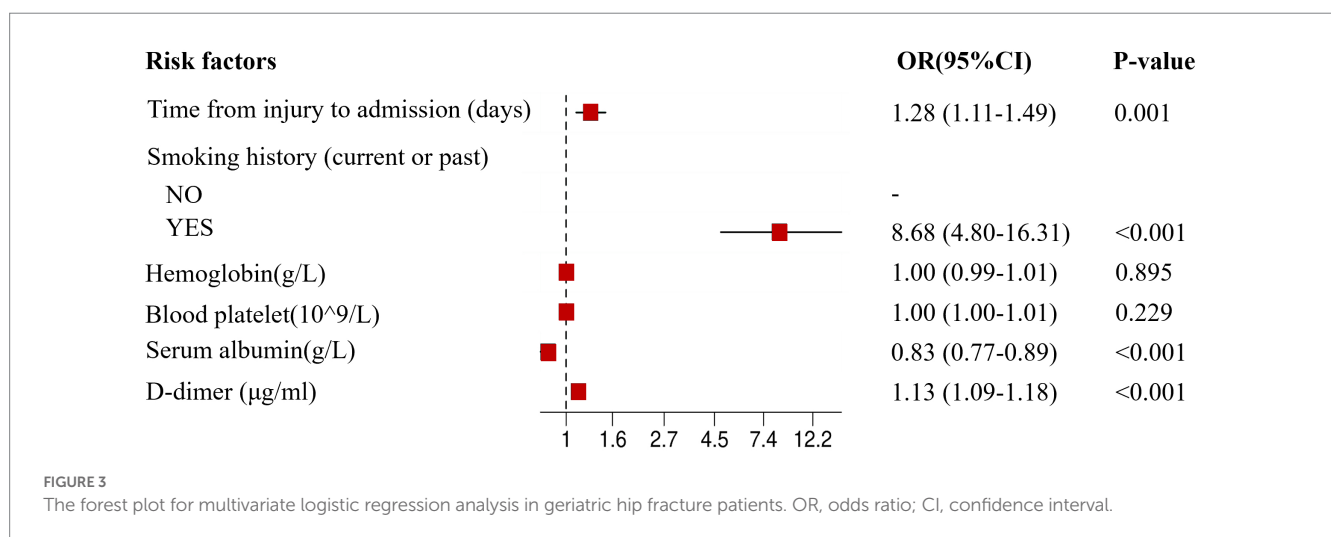 Risk factors OR(95%CI) P-value
Time from injury to admission (days) 1.28 (1.11-1.49) 0.001
Smoking history (current or past)
NO -
YES 8.68 (4.80-16.31) <0.001
Hemoglobin(g/L) 1.00 (0.99-1.01) 0.895
Blood platelet(10^9/L) 1.00 (1.00-1.01) 0.229
Serum albumin(g/L) 0.83 (0.77-0.89) <0.001
D-dimer (μg/ml) 1.13 (1.09-1.18) <0.001
1 1.6 2.7 4.5 7.4 12.2
FIGURE 3
The forest plot for multivariate logistic regression analysis in geriatric hip fracture patients. OR, odds ratio; CI, confidence interval.